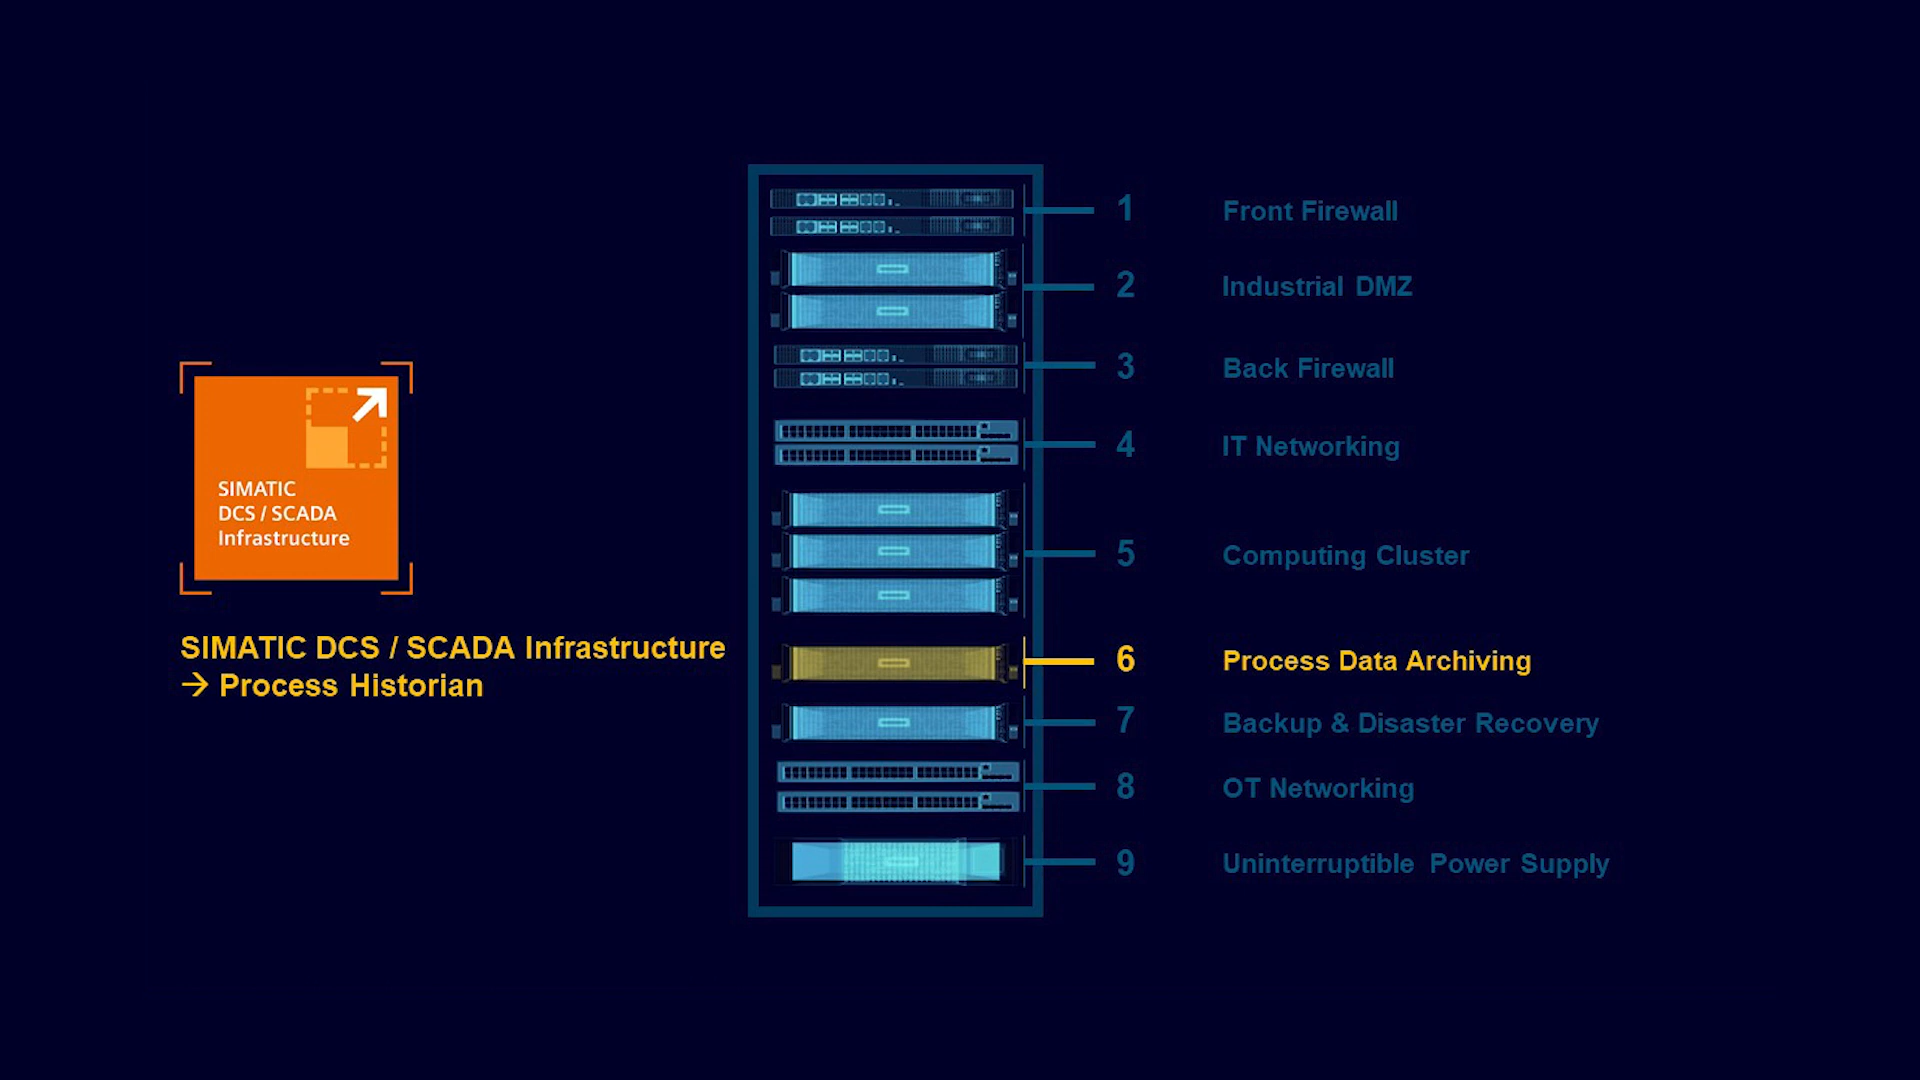 SIMATIC
DCS / SCADA
Infrastructure
SIMATIC DCS / SCADA Infrastructure
→ Process Historian
1 Front Firewall
2 Industrial DMZ
3 Back Firewall
4 IT Networking
5 Computing Cluster
6 Process Data Archiving
7 Backup & Disaster Recovery
8 OT Networking
9 Uninterruptible Power Supply